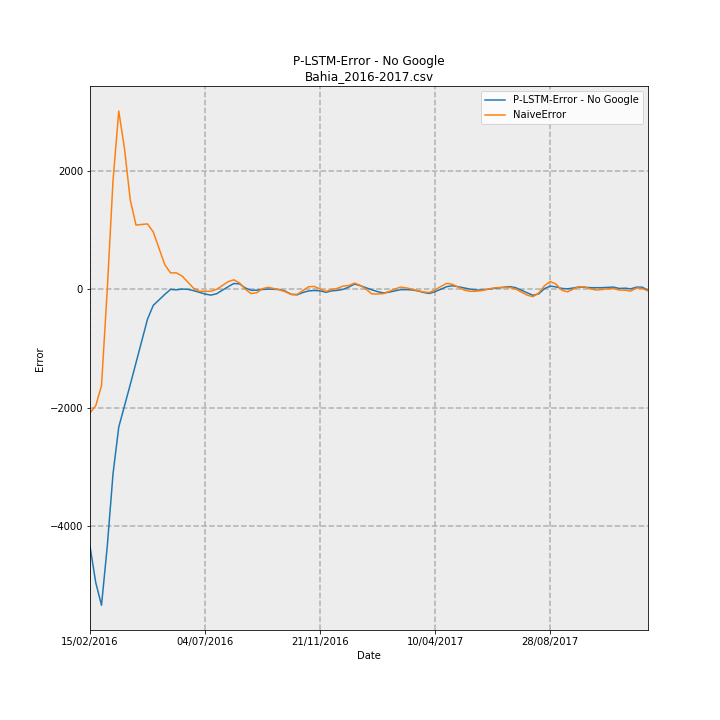 P-LSTM-Error - No Google
Bahia_2016-2017.csv
P-LSTM-Error - No Google
NaiveError
2000
0
−2000
−4000
Error
15/02/2016
04/07/2016
21/11/2016
10/04/2017
28/08/2017
Date